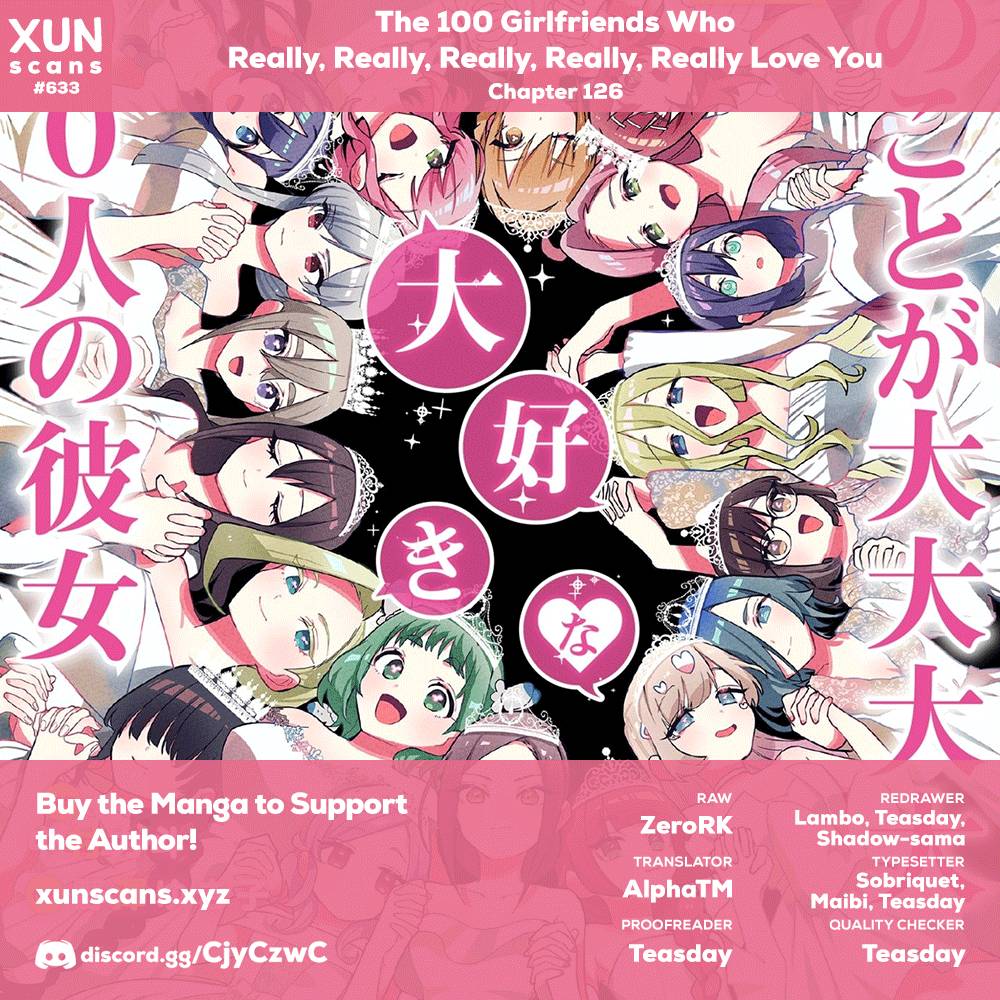 XUN
scans
#633
The 100 Girlfriends Who
Really, Really, Really, Really, Really Love You
Chapter 126
のことが大大大
大
好
き
な
0人の彼女
Buy the Manga to Support
the Author!
xunscans.xyz
discord.gg/CjyCzwC
RAW
ZeroRK
TRANSLATOR
AlphaTM
PROOFREADER
Teasday
REDRAWER
Lambo, Teasday,
Shadow-sama
TYPESETTER
Sobriquet,
Maibi, Teasday
QUALITY CHECKER
Teasday